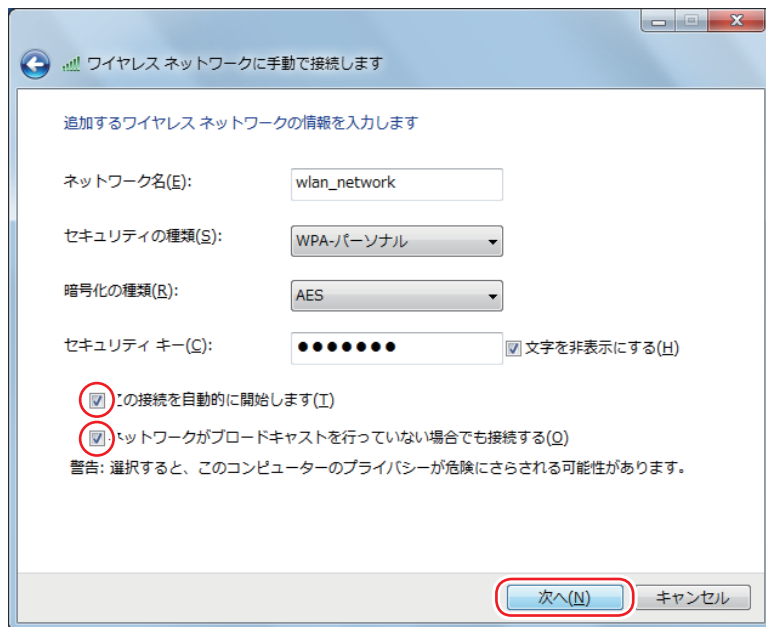 ワイヤレス ネットワークに手動で接続します
追加するワイヤレス ネットワークの情報を入力します
ネットワーク名(E): wlan_network
セキュリティの種類(S): WPA-パーソナル
暗号化の種類(R): AES
セキュリティ キー(C): ●●●●●●● 文字を非表示にする(H)
この接続を自動的に開始します(T)
ネットワークがブロードキャストを行っていない場合でも接続する(O)
警告: 選択すると、このコンピューターのプライバシーが危険にさらされる可能性があります。
次へ(N) キャンセル